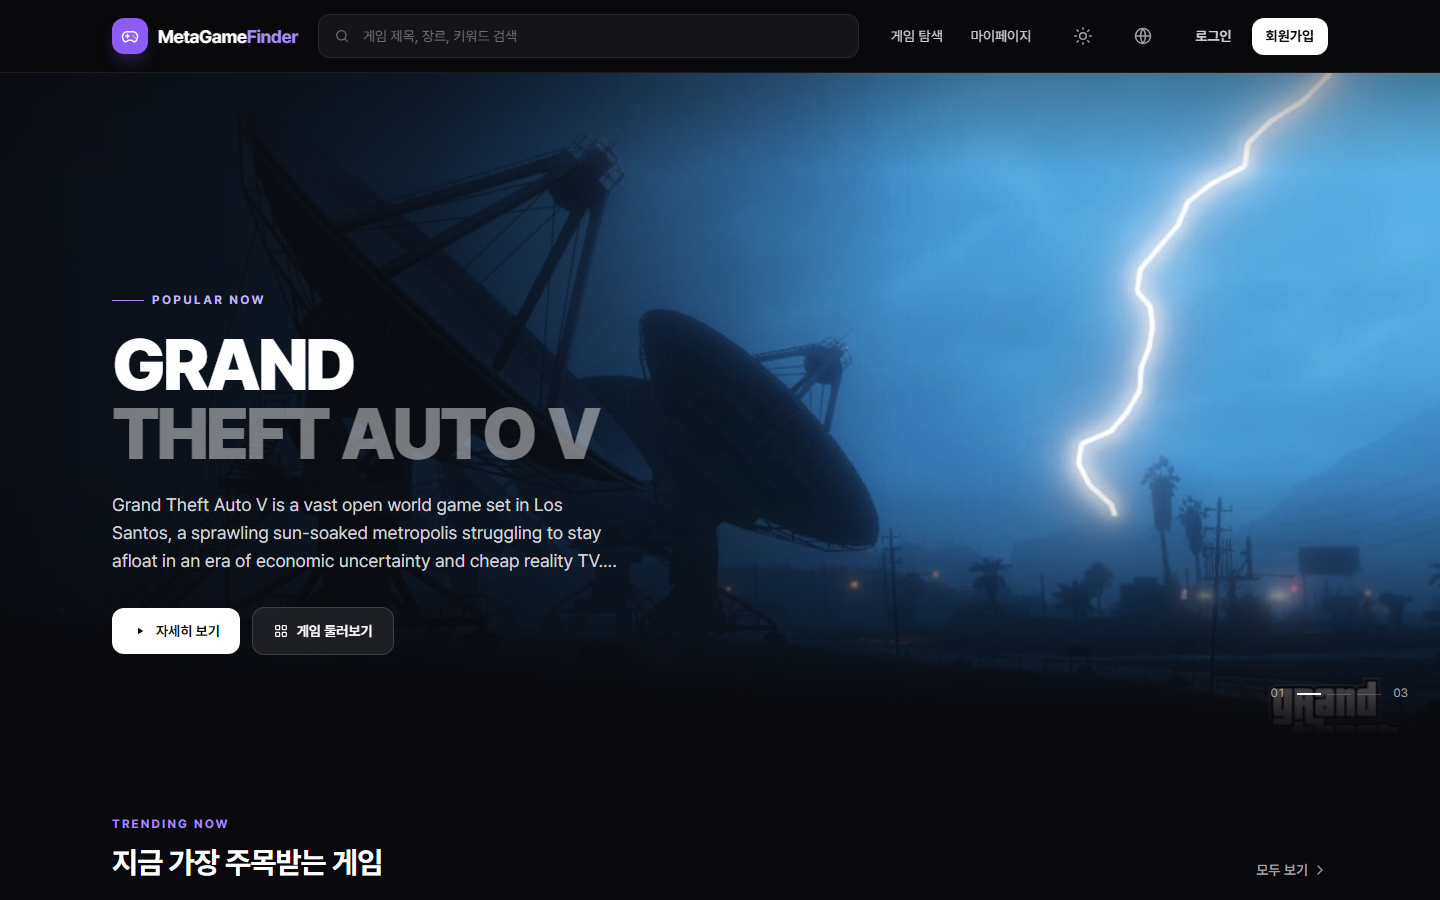 MetaGameFinder
게임 제목, 장르, 키워드 검색
게임 탐색
마이페이지
로그인
회원가입
POPULAR NOW
GRAND
THEFT AUTO V
Grand Theft Auto V is a vast open world game set in Los
Santos, a sprawling sun-soaked metropolis struggling to stay
afloat in an era of economic uncertainty and cheap reality TV....
자세히 보기
게임 둘러보기
01
03
grand
TRENDING NOW
지금 가장 주목받는 게임
모두 보기